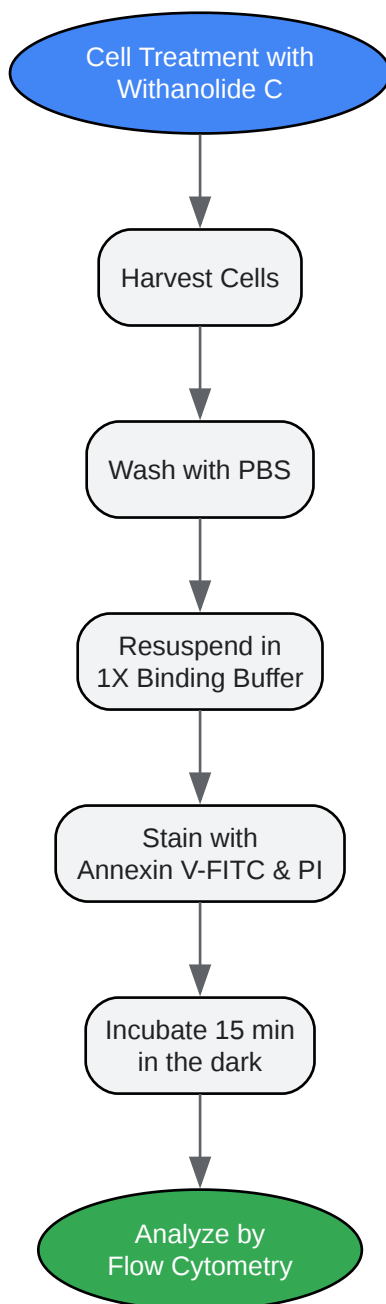 Cell Treatment with
Withanolide C
Harvest Cells
Wash with PBS
Resuspend in
1X Binding Buffer
Stain with
Annexin V-FITC & PI
Incubate 15 min
in the dark
Analyze by
Flow Cytometry